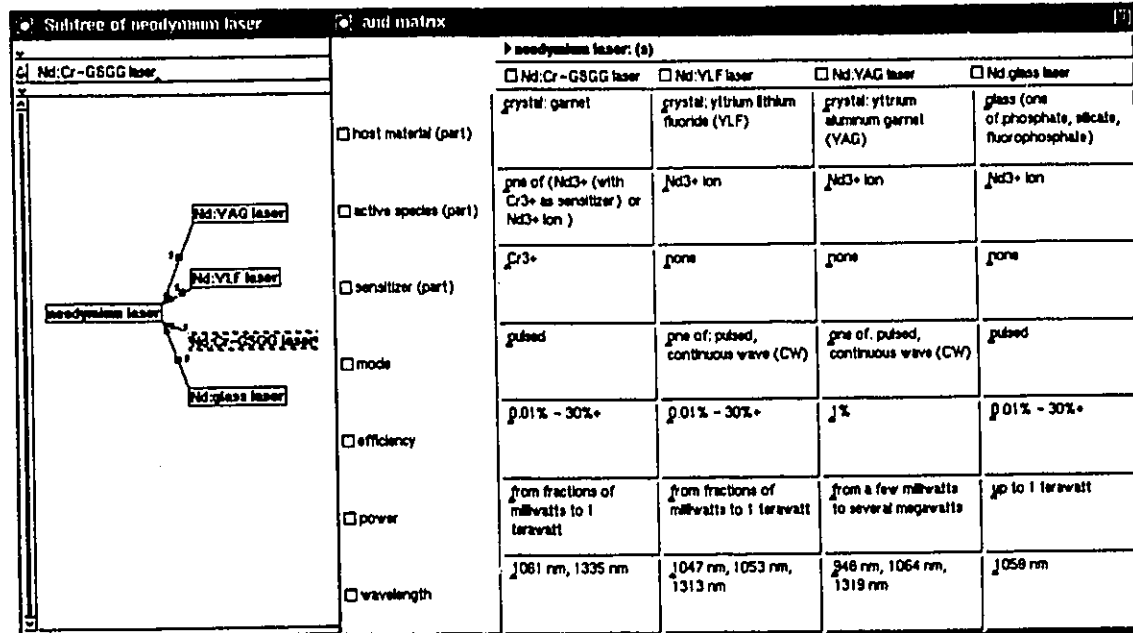 Subtree of neodymium laser
Nd:Cr-GSGG laser
Nd:YAG laser
Nd:VLF laser
neodymium laser
Nd:Cr-GSGG laser
Nd:glass laser
and matrix
neodymium laser: (s)
Nd:Cr-GSGG laser Nd:YLF laser Nd:YAG laser Nd:glass laser
host material (part)
crystal: garnet
crystal: yttrium lithium
fluoride (YLF)
crystal: yttrium
aluminum garnet
(YAG)
glass (one
of phosphate, silicate,
fluorophosphate)
active species (part)
one of (Nd3+ (with
Cr3+ as sensitizer) or
Nd3+ ion )
Nd3+ ion
Nd3+ ion
Nd3+ ion
sensitizer (part)
Cr3+
none
none
none
mode
pulsed
one of: pulsed,
continuous wave (CW)
one of: pulsed,
continuous wave (CW)
pulsed
efficiency
0.01% - 30%+
0.01% - 30%+
1%
0.01% - 30%+
power
from fractions of
milliwatts to 1
terawatt
from fractions of
milliwatts to 1 terawatt
from a few milliwatts
to several megawatts
up to 1 terawatt
wavelength
1061 nm, 1335 nm
1047 nm, 1053 nm,
1313 nm
946 nm, 1064 nm,
1319 nm
1059 nm